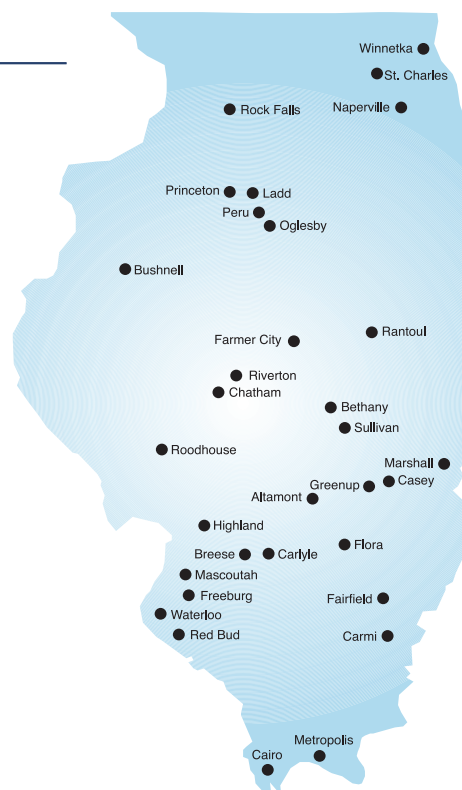 Winnetka
St. Charles
Naperville
Rock Falls
Princeton
Ladd
Peru
Oglesby
Bushnell
Rantoul
Farmer City
Riverton
Chatham
Bethany
Sullivan
Roodhouse
Marshall
Casey
Greenup
Altamont
Highland
Flora
Breese
Carlyle
Mascoutah
Freeburg
Fairfield
Waterloo
Red Bud
Carmi
Metropolis
Cairo